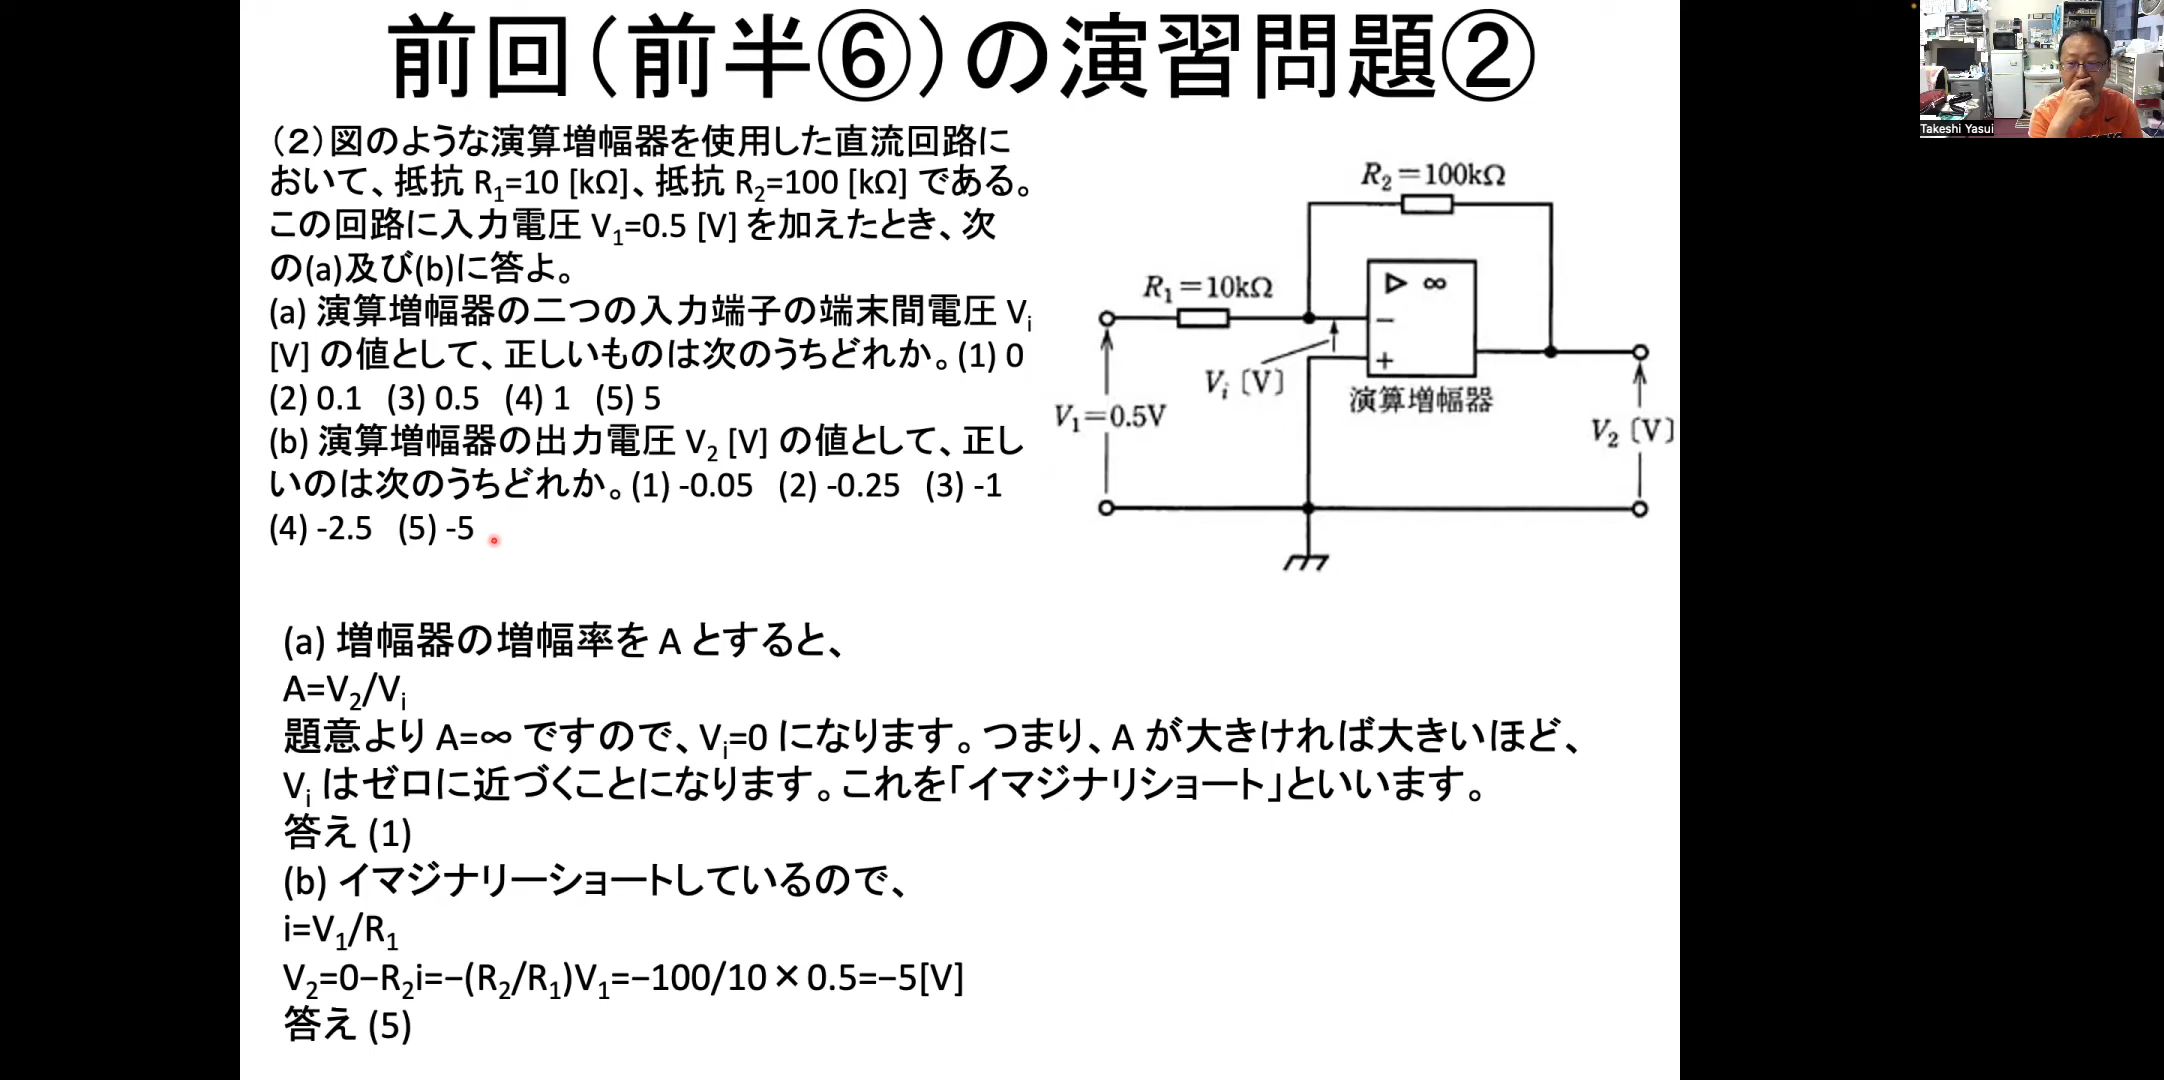 前回(前半⑥)の演習問題②
(2)図のような演算増幅器を使用した直流回路に
おいて、抵抗 R₁=10 [kΩ]、抵抗 R₂=100 [kΩ] である。
この回路に入力電圧 V₁=0.5 [V] を加えたとき、次
の(a)及び(b)に答よ。
(a) 演算増幅器の二つの入力端子の端末間電圧 Vᵢ
[V] の値として、正しいものは次のうちどれか。(1) 0
(2) 0.1 (3) 0.5 (4) 1 (5) 5
(b) 演算増幅器の出力電圧 V₂ [V] の値として、正し
いのは次のうちどれか。(1) -0.05 (2) -0.25 (3) -1
(4) -2.5 (5) -5
R₂=100kΩ
R₁=10kΩ
▷ ∞
−
+
Vᵢ〔V〕
演算増幅器
V₁=0.5V
V₂〔V〕
(a) 増幅器の増幅率を A とすると、
A=V₂/Vᵢ
題意より A=∞ ですので、Vᵢ=0 になります。つまり、A が大きければ大きいほど、
Vᵢ はゼロに近づくことになります。これを「イマジナリショート」といいます。
答え (1)
(b) イマジナリーショートしているので、
i=V₁/R₁
V₂=0−R₂i=−(R₂/R₁)V₁=−100/10×0.5=−5[V]
答え (5)
Takeshi Yasui